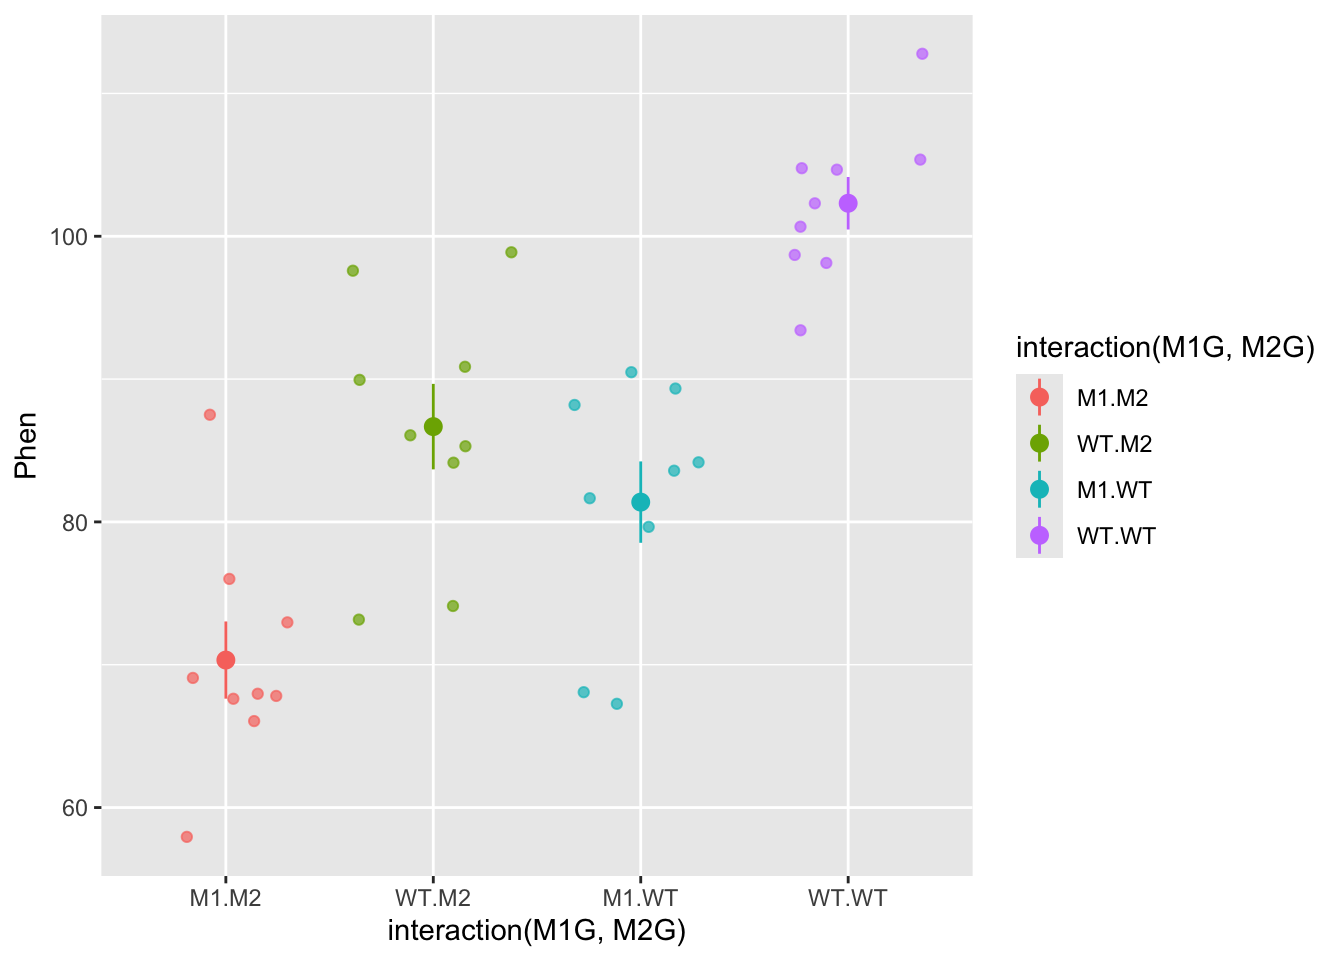 Phen
100
80
60
M1.M2 WT.M2 M1.WT WT.WT
interaction(M1G, M2G)
interaction(M1G, M2G)
M1.M2
WT.M2
M1.WT
WT.WT